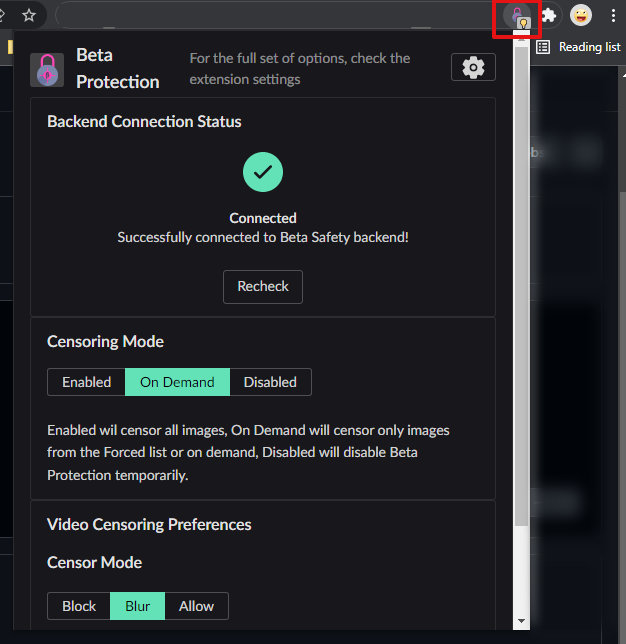 Reading list
Beta
Protection
For the full set of options, check the
extension settings
Backend Connection Status
Connected
Successfully connected to Beta Safety backend!
Recheck
Censoring Mode
Enabled On Demand Disabled
Enabled wil censor all images, On Demand will censor only images
from the Forced list or on demand, Disabled will disable Beta
Protection temporarily.
Video Censoring Preferences
Censor Mode
Block Blur Allow